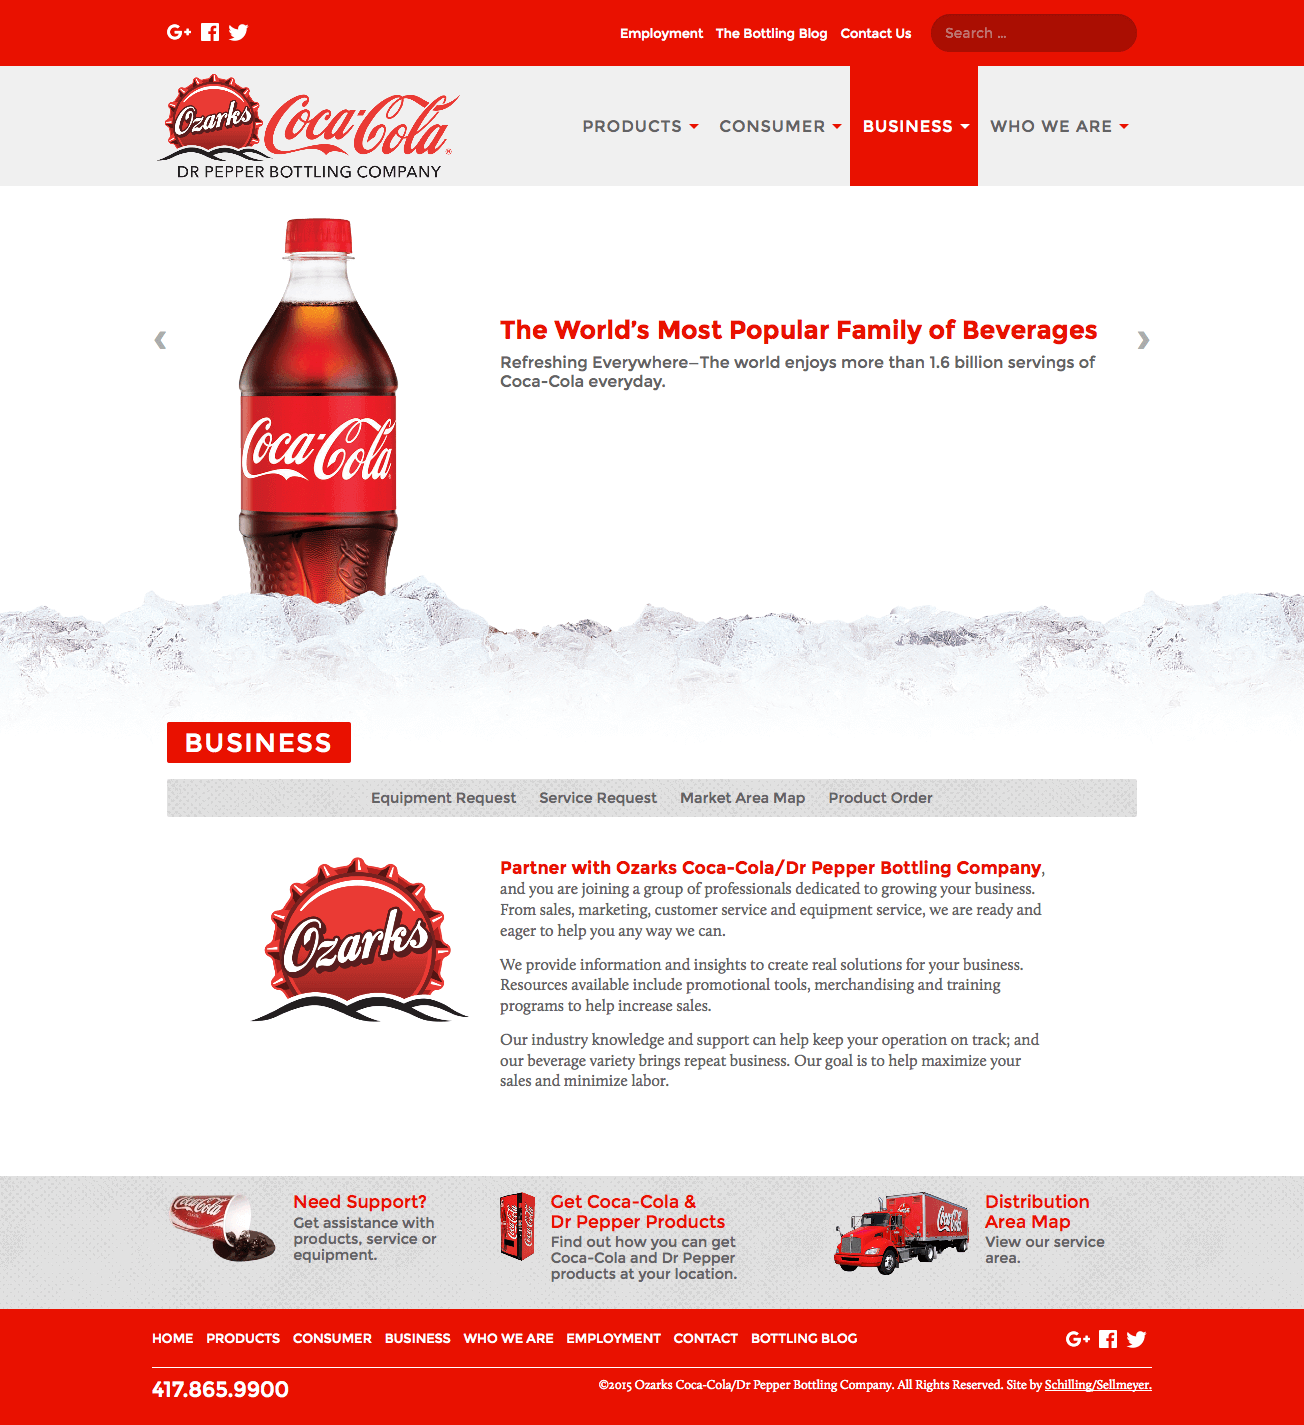 Employment The Bottling Blog Contact Us Search ...
Ozarks Coca-Cola
DR PEPPER BOTTLING COMPANY
PRODUCTS CONSUMER BUSINESS WHO WE ARE
The World’s Most Popular Family of Beverages
Refreshing Everywhere—The world enjoys more than 1.6 billion servings of
Coca-Cola everyday.
Coca-Cola
Coca-Cola
BUSINESS
Equipment Request Service Request Market Area Map Product Order
Ozarks
Partner with Ozarks Coca-Cola/Dr Pepper Bottling Company,
and you are joining a group of professionals dedicated to growing your business.
From sales, marketing, customer service and equipment service, we are ready and
eager to help you any way we can.
We provide information and insights to create real solutions for your business.
Resources available include promotional tools, merchandising and training
programs to help increase sales.
Our industry knowledge and support can help keep your operation on track; and
our beverage variety brings repeat business. Our goal is to help maximize your
sales and minimize labor.
Coca-Cola
Need Support?
Get assistance with
products, service or
equipment.
Coca-Cola Coca-Cola
Get Coca-Cola &
Dr Pepper Products
Find out how you can get
Coca-Cola and Dr Pepper
products at your location.
Coca-Cola
Distribution
Area Map
View our service
area.
HOME PRODUCTS CONSUMER BUSINESS WHO WE ARE EMPLOYMENT CONTACT BOTTLING BLOG
417.865.9900
©2015 Ozarks Coca-Cola/Dr Pepper Bottling Company. All Rights Reserved. Site by Schilling/Sellmeyer.